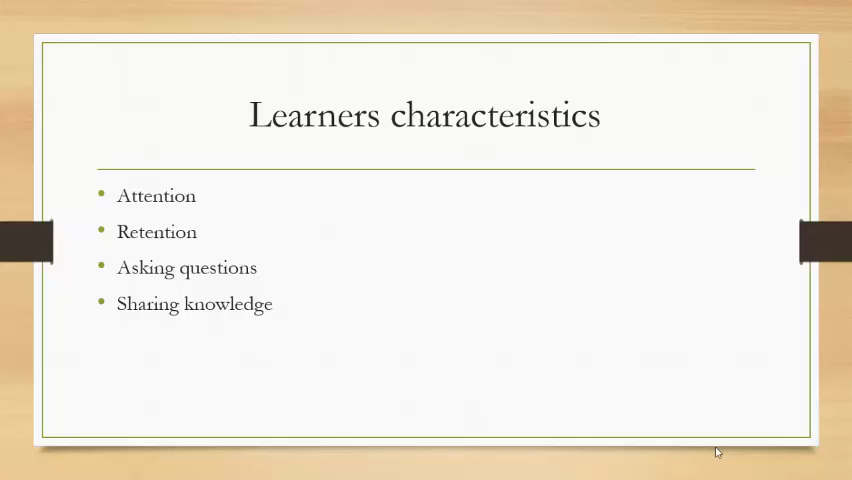 Learners characteristics
• Attention
• Retention
• Asking questions
• Sharing knowledge